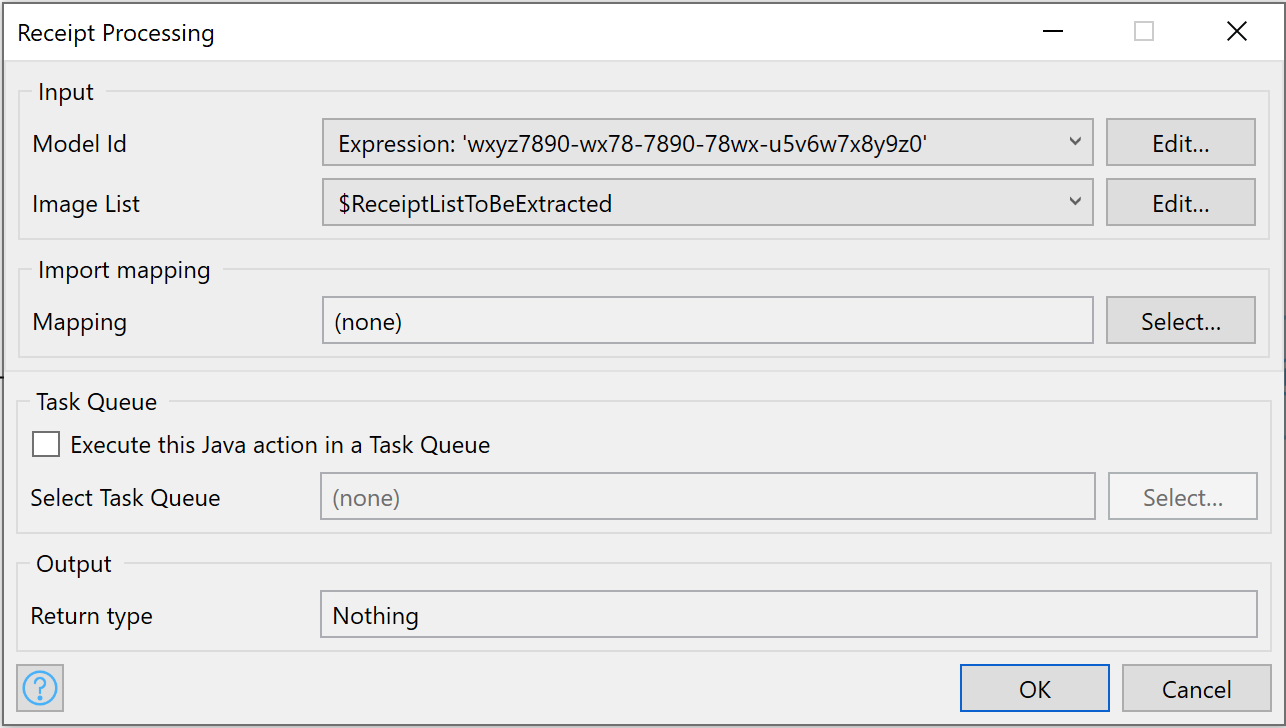 Receipt Processing
Input
Model Id
Expression: 'wxyz7890-wx78-7890-78wx-u5v6w7x8y9z0'
Edit...
Image List
$ReceiptListToBeExtracted
Edit...
Import mapping
Mapping
(none)
Select...
Task Queue
Execute this Java action in a Task Queue
Select Task Queue
(none)
Select...
Output
Return type
Nothing
?
OK
Cancel